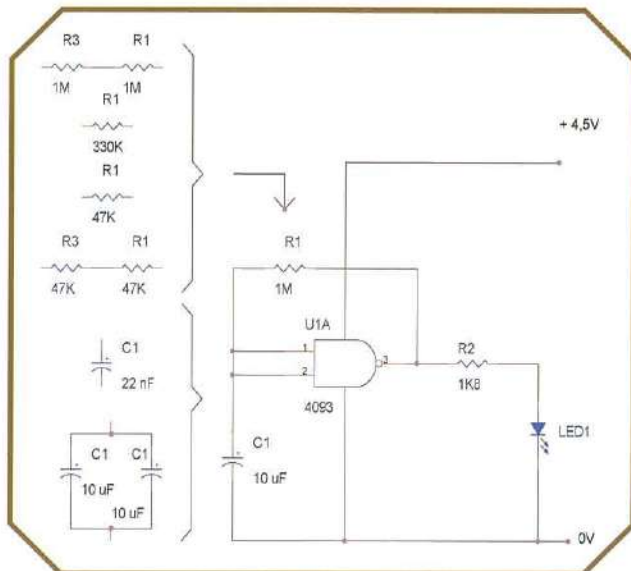 R3 R1
1M 1M
R1
330K
R1
47K
R3 R1
47K 47K
C1
22 nF
C1 C1
10 uF
10 uF
+ 4,5V
R1
1M
U1A
1
2
3
4093
R2
1K8
C1
10 uF
LED1
0V